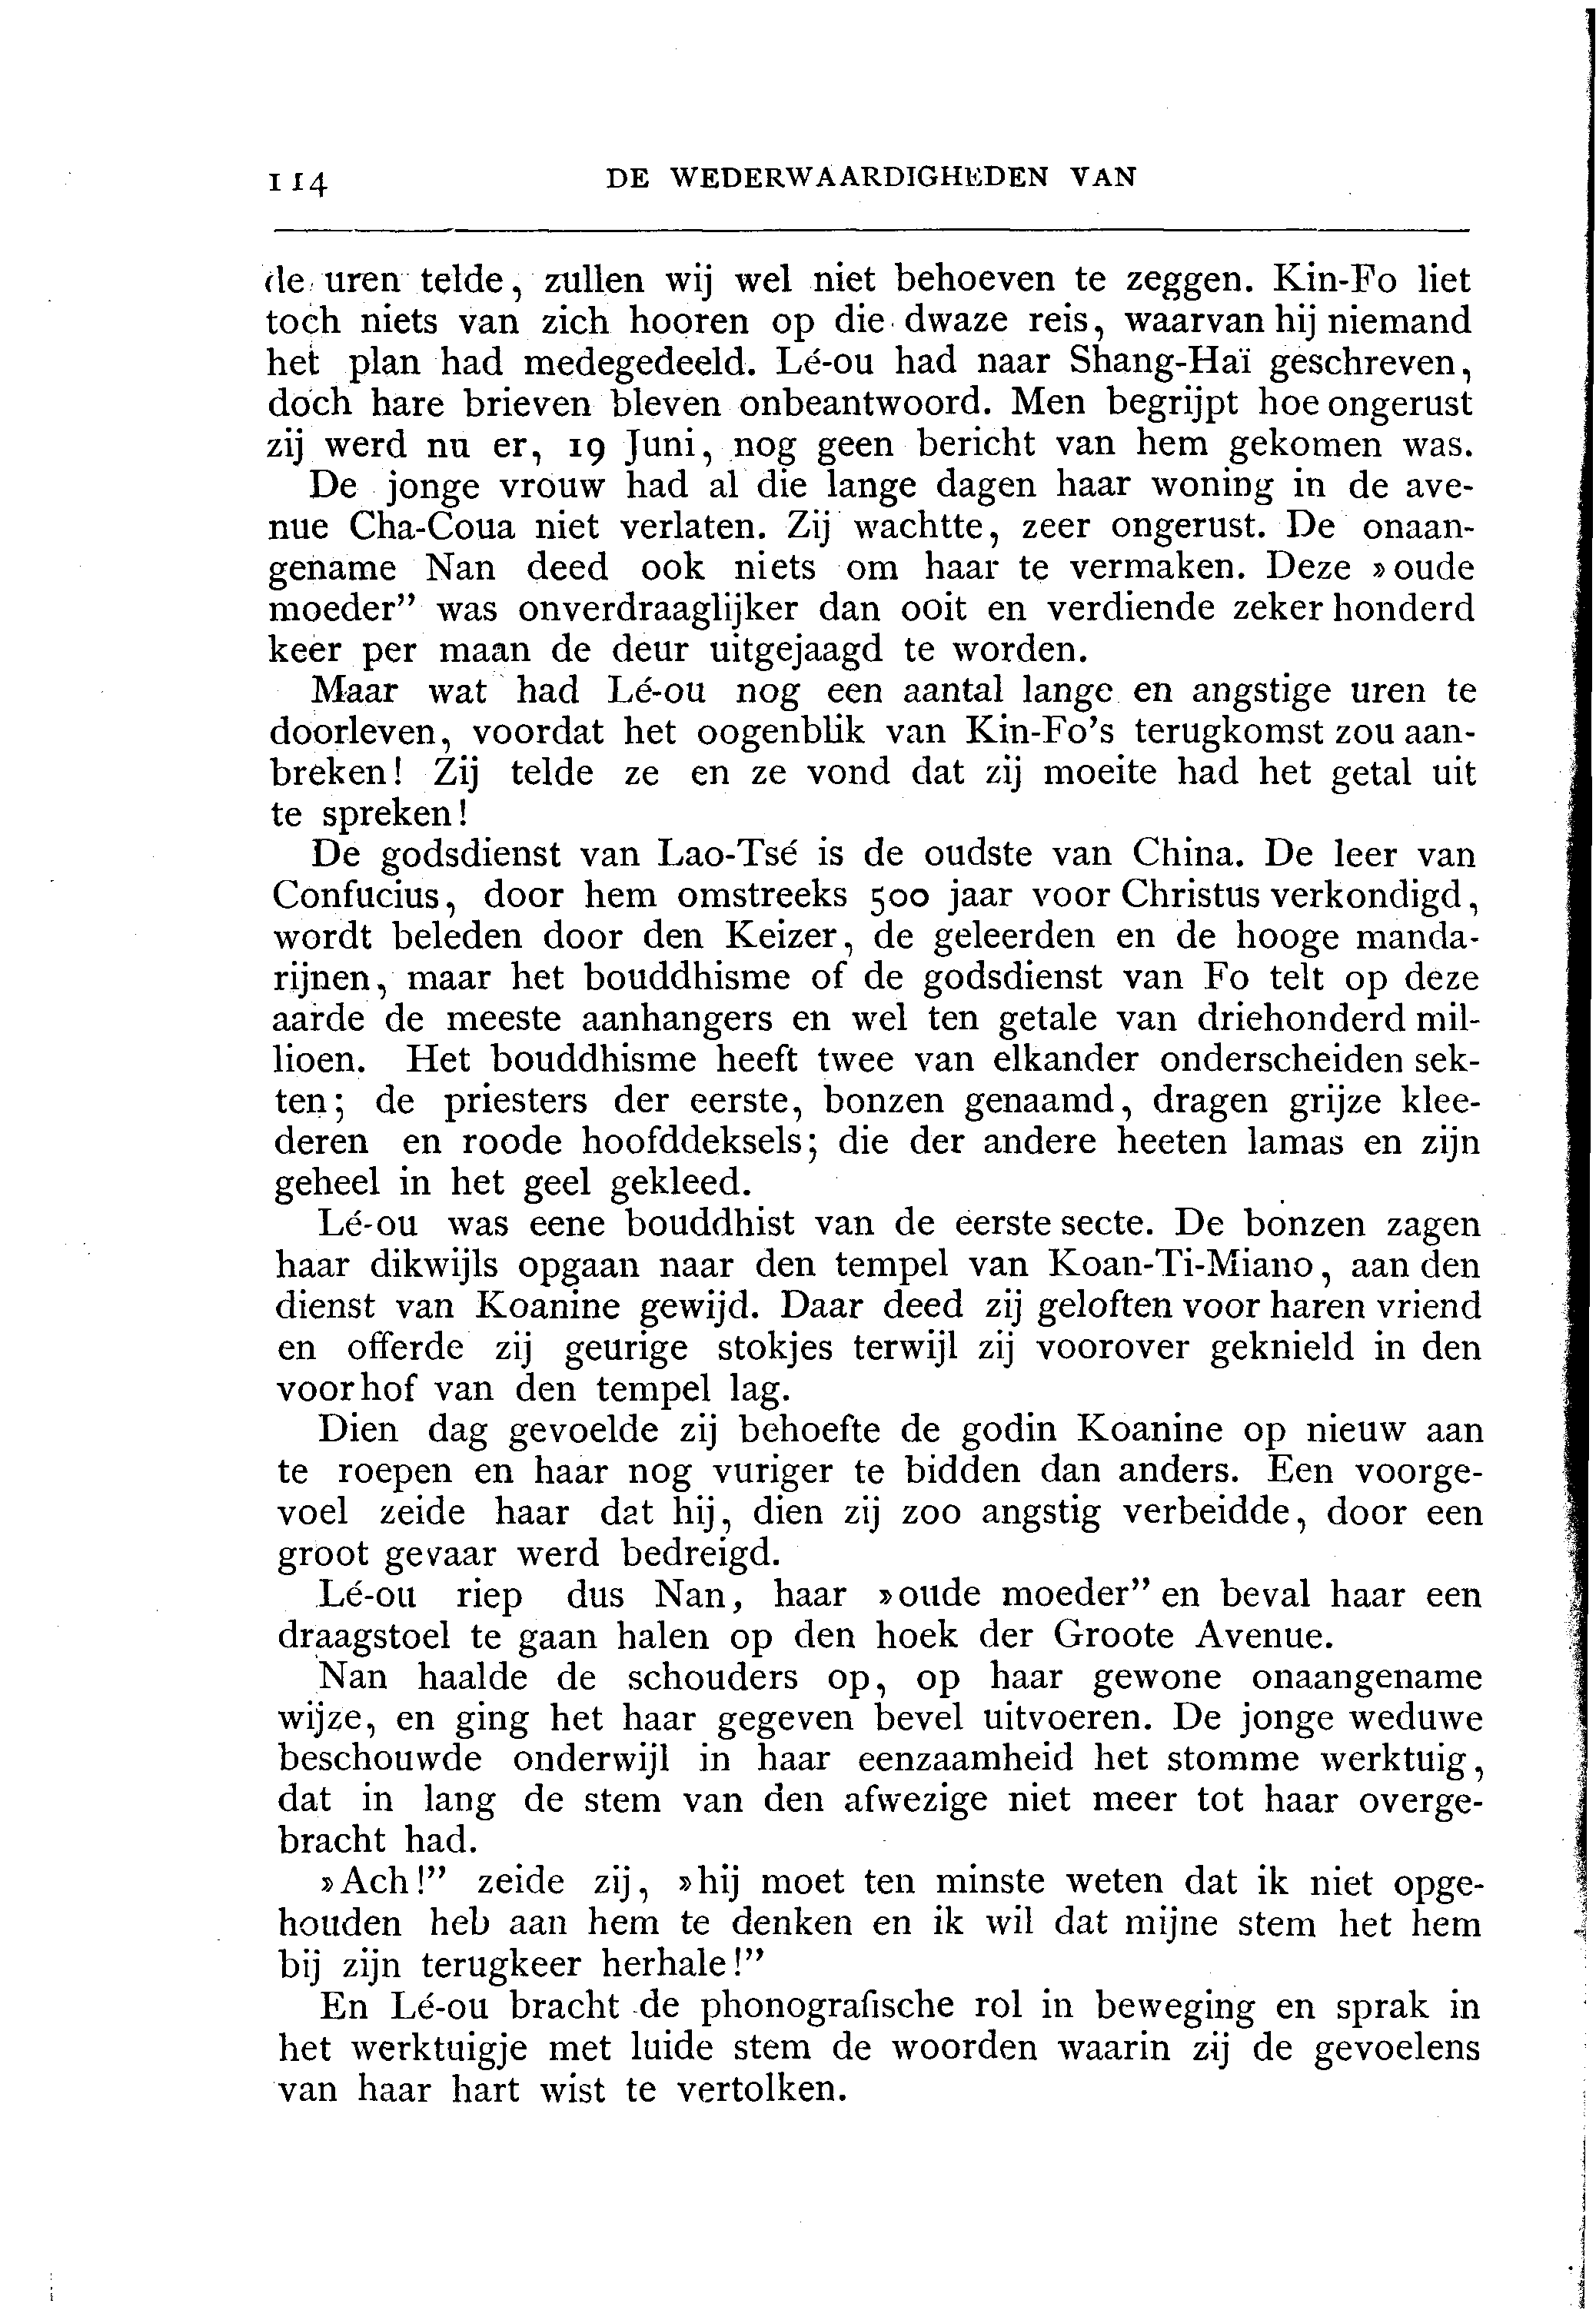 114 DE WEDERWAARDIGHEDEN VAN
de uren telde, zullen wij wel niet behoeven te zeggen. Kin-Fo liet
toch niets van zich hooren op die dwaze reis, waarvan hij niemand
het plan had medegedeeld. Lé-ou had naar Shang-Haï geschreven,
doch hare brieven bleven onbeantwoord. Men begrijpt hoe ongerust
zij werd nu er, 19 Juni, nog geen bericht van hem gekomen was.
De jonge vrouw had al die lange dagen haar woning in de ave-
nue Cha-Coua niet verlaten. Zij wachtte, zeer ongerust. De onaan-
gename Nan deed ook niets om haar te vermaken. Deze »oude
moeder” was onverdraaglijker dan ooit en verdiende zeker honderd
keer per maan de deur uitgejaagd te worden.
Maar wat had Lé-ou nog een aantal lange en angstige uren te
doorleven, voordat het oogenblik van Kin-Fo’s terugkomst zou aan-
breken! Zij telde ze en ze vond dat zij moeite had het getal uit
te spreken!
De godsdienst van Lao-Tsé is de oudste van China. De leer van
Confucius, door hem omstreeks 500 jaar voor Christus verkondigd,
wordt beleden door den Keizer, de geleerden en de hooge manda-
rijnen, maar het bouddhisme of de godsdienst van Fo telt op deze
aarde de meeste aanhangers en wel ten getale van driehonderd mil-
lioen. Het bouddhisme heeft twee van elkander onderscheiden sek-
ten; de priesters der eerste, bonzen genaamd, dragen grijze klee-
deren en roode hoofddeksels; die der andere heeten lamas en zijn
geheel in het geel gekleed.
Lé-ou was eene bouddhist van de eerste secte. De bonzen zagen
haar dikwijls opgaan naar den tempel van Koan-Ti-Miano, aan den
dienst van Koanine gewijd. Daar deed zij geloften voor haren vriend
en offerde zij geurige stokjes terwijl zij voorover geknield in den
voorhof van den tempel lag.
Dien dag gevoelde zij behoefte de godin Koanine op nieuw aan
te roepen en haar nog vuriger te bidden dan anders. Een voorge-
voel zeide haar dat hij, dien zij zoo angstig verbeidde, door een
groot gevaar werd bedreigd.
Lé-ou riep dus Nan, haar »oude moeder” en beval haar een
draagstoel te gaan halen op den hoek der Groote Avenue.
Nan haalde de schouders op, op haar gewone onaangename
wijze, en ging het haar gegeven bevel uitvoeren. De jonge weduwe
beschouwde onderwijl in haar eenzaamheid het stomme werktuig,
dat in lang de stem van den afwezige niet meer tot haar overge-
bracht had.
»Ach!” zeide zij, »hij moet ten minste weten dat ik niet opge-
houden heb aan hem te denken en ik wil dat mijne stem het hem
bij zijn terugkeer herhale!”
En Lé-ou bracht de phonografische rol in beweging en sprak in
het werktuigje met luide stem de woorden waarin zij de gevoelens
van haar hart wist te vertolken.